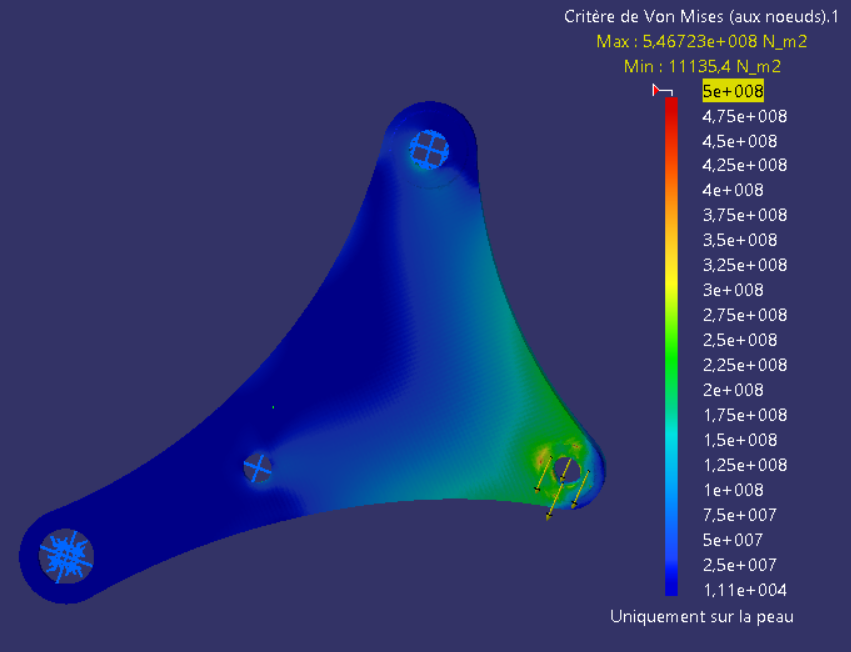 Critère de Von Mises (aux noeuds).1
Max : 5,46723e+008 N_m2
Min : 11135,4 N_m2
5e+008
4,75e+008
4,5e+008
4,25e+008
4e+008
3,75e+008
3,5e+008
3,25e+008
3e+008
2,75e+008
2,5e+008
2,25e+008
2e+008
1,75e+008
1,5e+008
1,25e+008
1e+008
7,5e+007
5e+007
2,5e+007
1,11e+004
Uniquement sur la peau